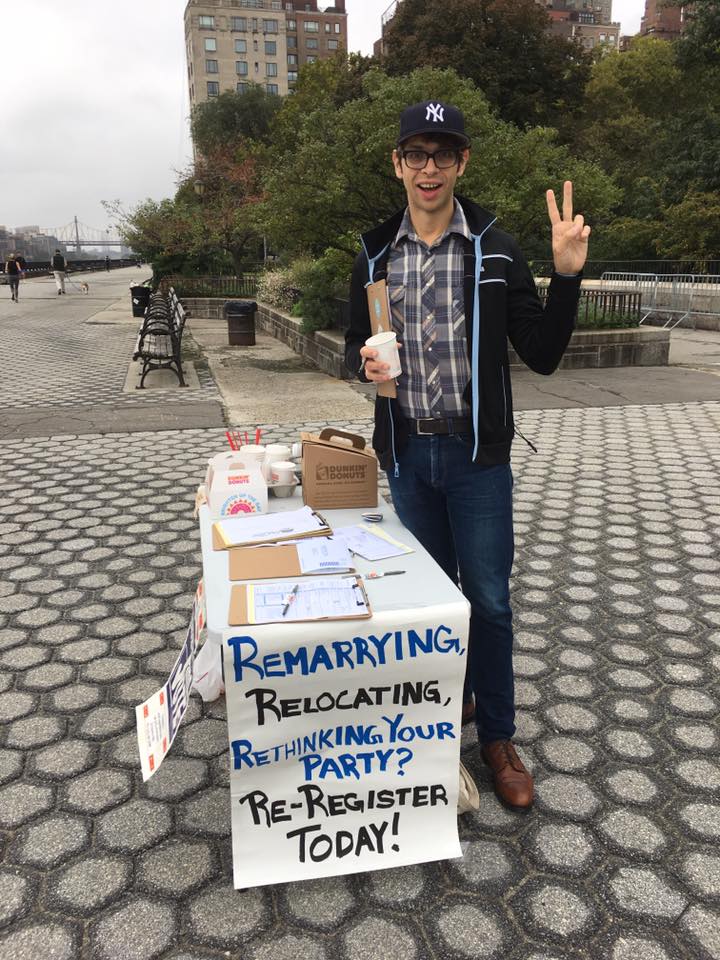 NY
DUNKIN'
DONUTS
DUNKIN'
DONUTS
REMARRYING,
RELOCATING,
RETHINKING YOUR
PARTY?
RE-REGISTER
TODAY!